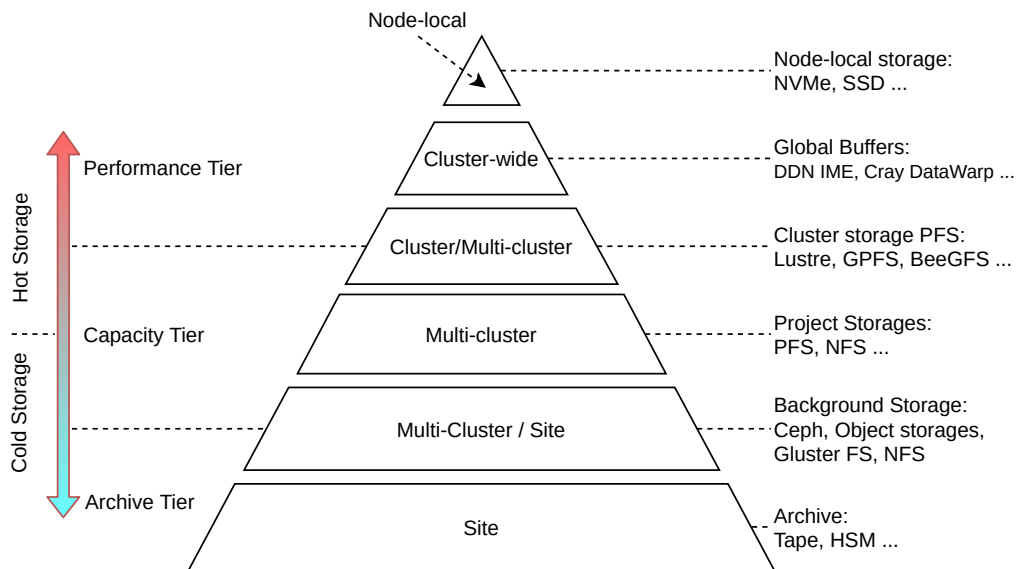 Node-local
Node-local storage:
NVMe, SSD ...
Performance Tier
Cluster-wide
Global Buffers:
DDN IME, Cray DataWarp ...
Hot Storage
Cluster/Multi-cluster
Cluster storage PFS:
Lustre, GPFS, BeeGFS ...
Capacity Tier
Multi-cluster
Project Storages:
PFS, NFS ...
Cold Storage
Multi-Cluster / Site
Background Storage:
Ceph, Object storages,
Gluster FS, NFS
Archive Tier
Site
Archive:
Tape, HSM ...